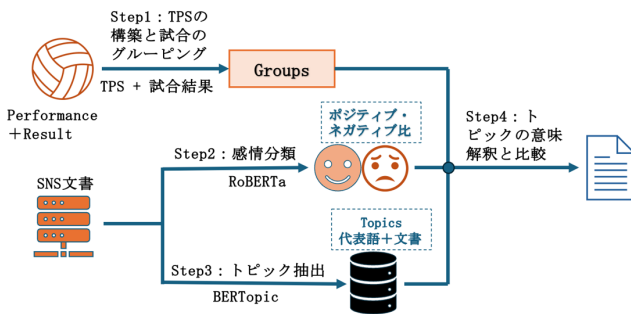 Step1：TPSの
構築と試合の
グルーピング
TPS + 試合結果
Groups
Performance
＋Result
ポジティブ・
ネガティブ比
Step4：ト
ピックの意味
解釈と比較
Step2：感情分類
RoBERTa
SNS文書
Topics
代表語＋文書
Step3：トピック抽出
BERTopic